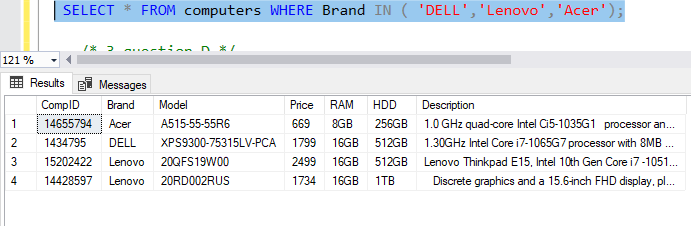 SELECT * FROM computers WHERE Brand IN ( 'DELL','Lenovo','Acer');
/* 3 question D */
121 %
Results Messages
CompID Brand Model Price RAM HDD Description
1 14655794 Acer A515-55-55R6 669 8GB 256GB 1.0 GHz quad-core Intel Ci5-1035G1 processor an...
2 1434795 DELL XPS9300-75315LV-PCA 1799 16GB 512GB 1.30GHz Intel Core i7-1065G7 processor with 8MB ...
3 15202422 Lenovo 20QFS19W00 2499 16GB 512GB Lenovo Thinkpad E15, Intel 10th Gen Core i7 -1051...
4 14428597 Lenovo 20RD002RUS 1734 16GB 1TB Discrete graphics and a 15.6-inch FHD display, pl...